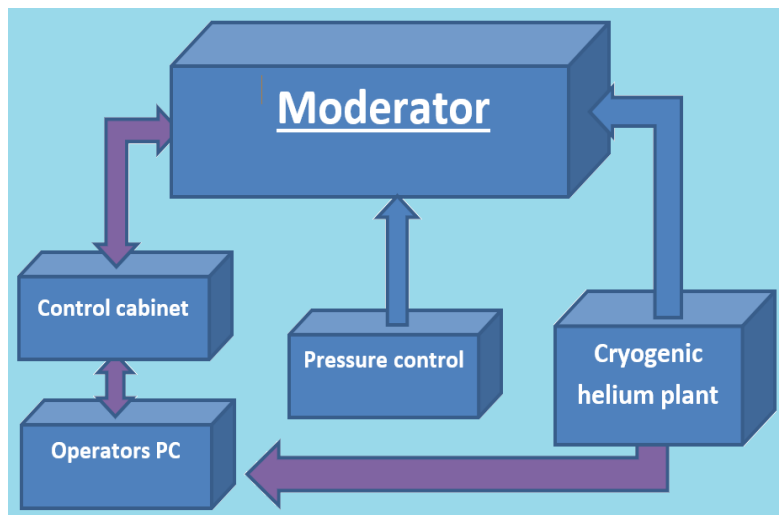 Moderator
Control cabinet
Pressure control
Cryogenic
helium plant
Operators PC